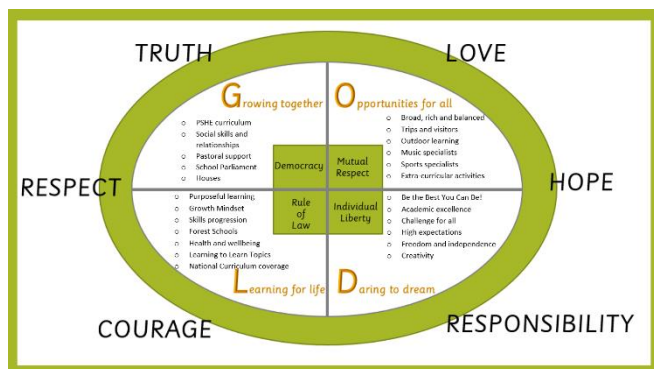 TRUTH
LOVE
RESPECT
HOPE
COURAGE
RESPONSIBILITY
Growing together
PSHE curriculum
Social skills and
relationships
Pastoral support
School Parliament
Houses
Opportunities for all
Broad, rich and balanced
Trips and visitors
Outdoor learning
Music specialists
Sports specialists
Extra curricular activities
Democracy
Mutual
Respect
Rule
of
Law
Individual
Liberty
Purposeful learning
Growth Mindset
Skills progression
Forest Schools
Health and wellbeing
Learning to Learn Topics
National Curriculum coverage
Learning for life
Be the Best You Can Be!
Academic excellence
Challenge for all
High expectations
Freedom and independence
Creativity
Daring to dream